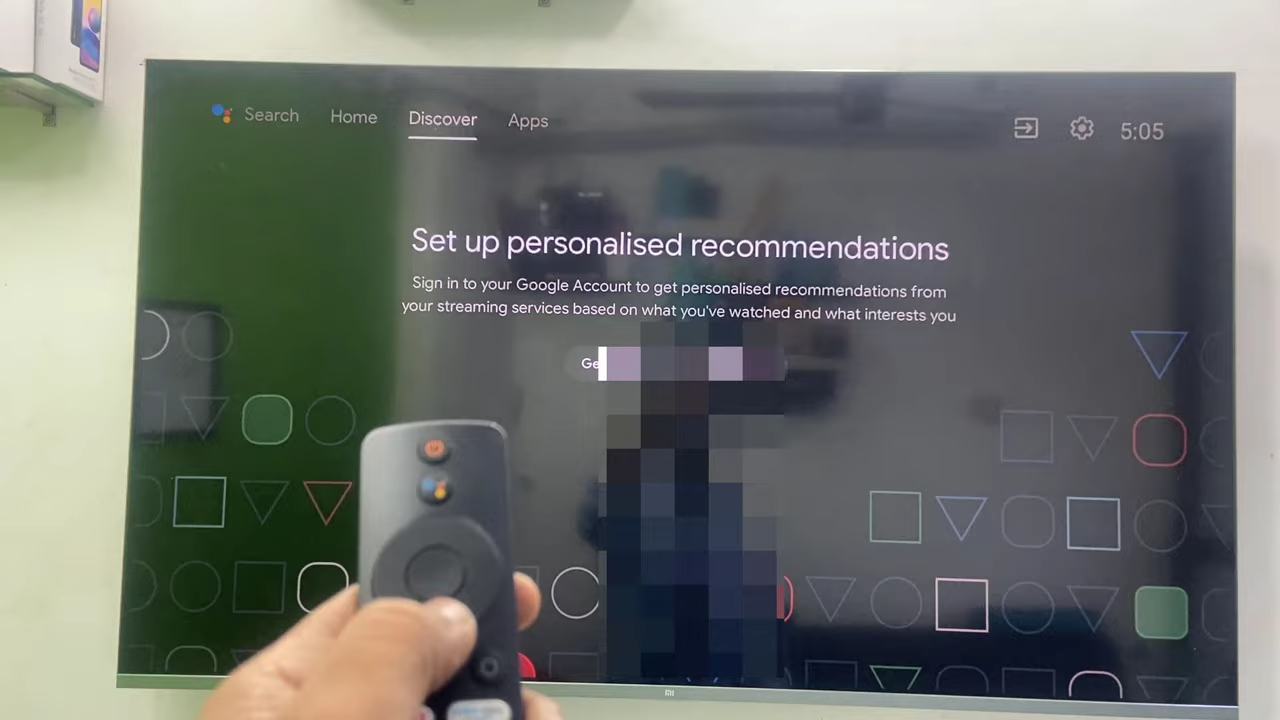 Search Home Discover Apps 5:05
Set up personalised recommendations
Sign in to your Google Account to get personalised recommendations from
your streaming services based on what you've watched and what interests you
mi